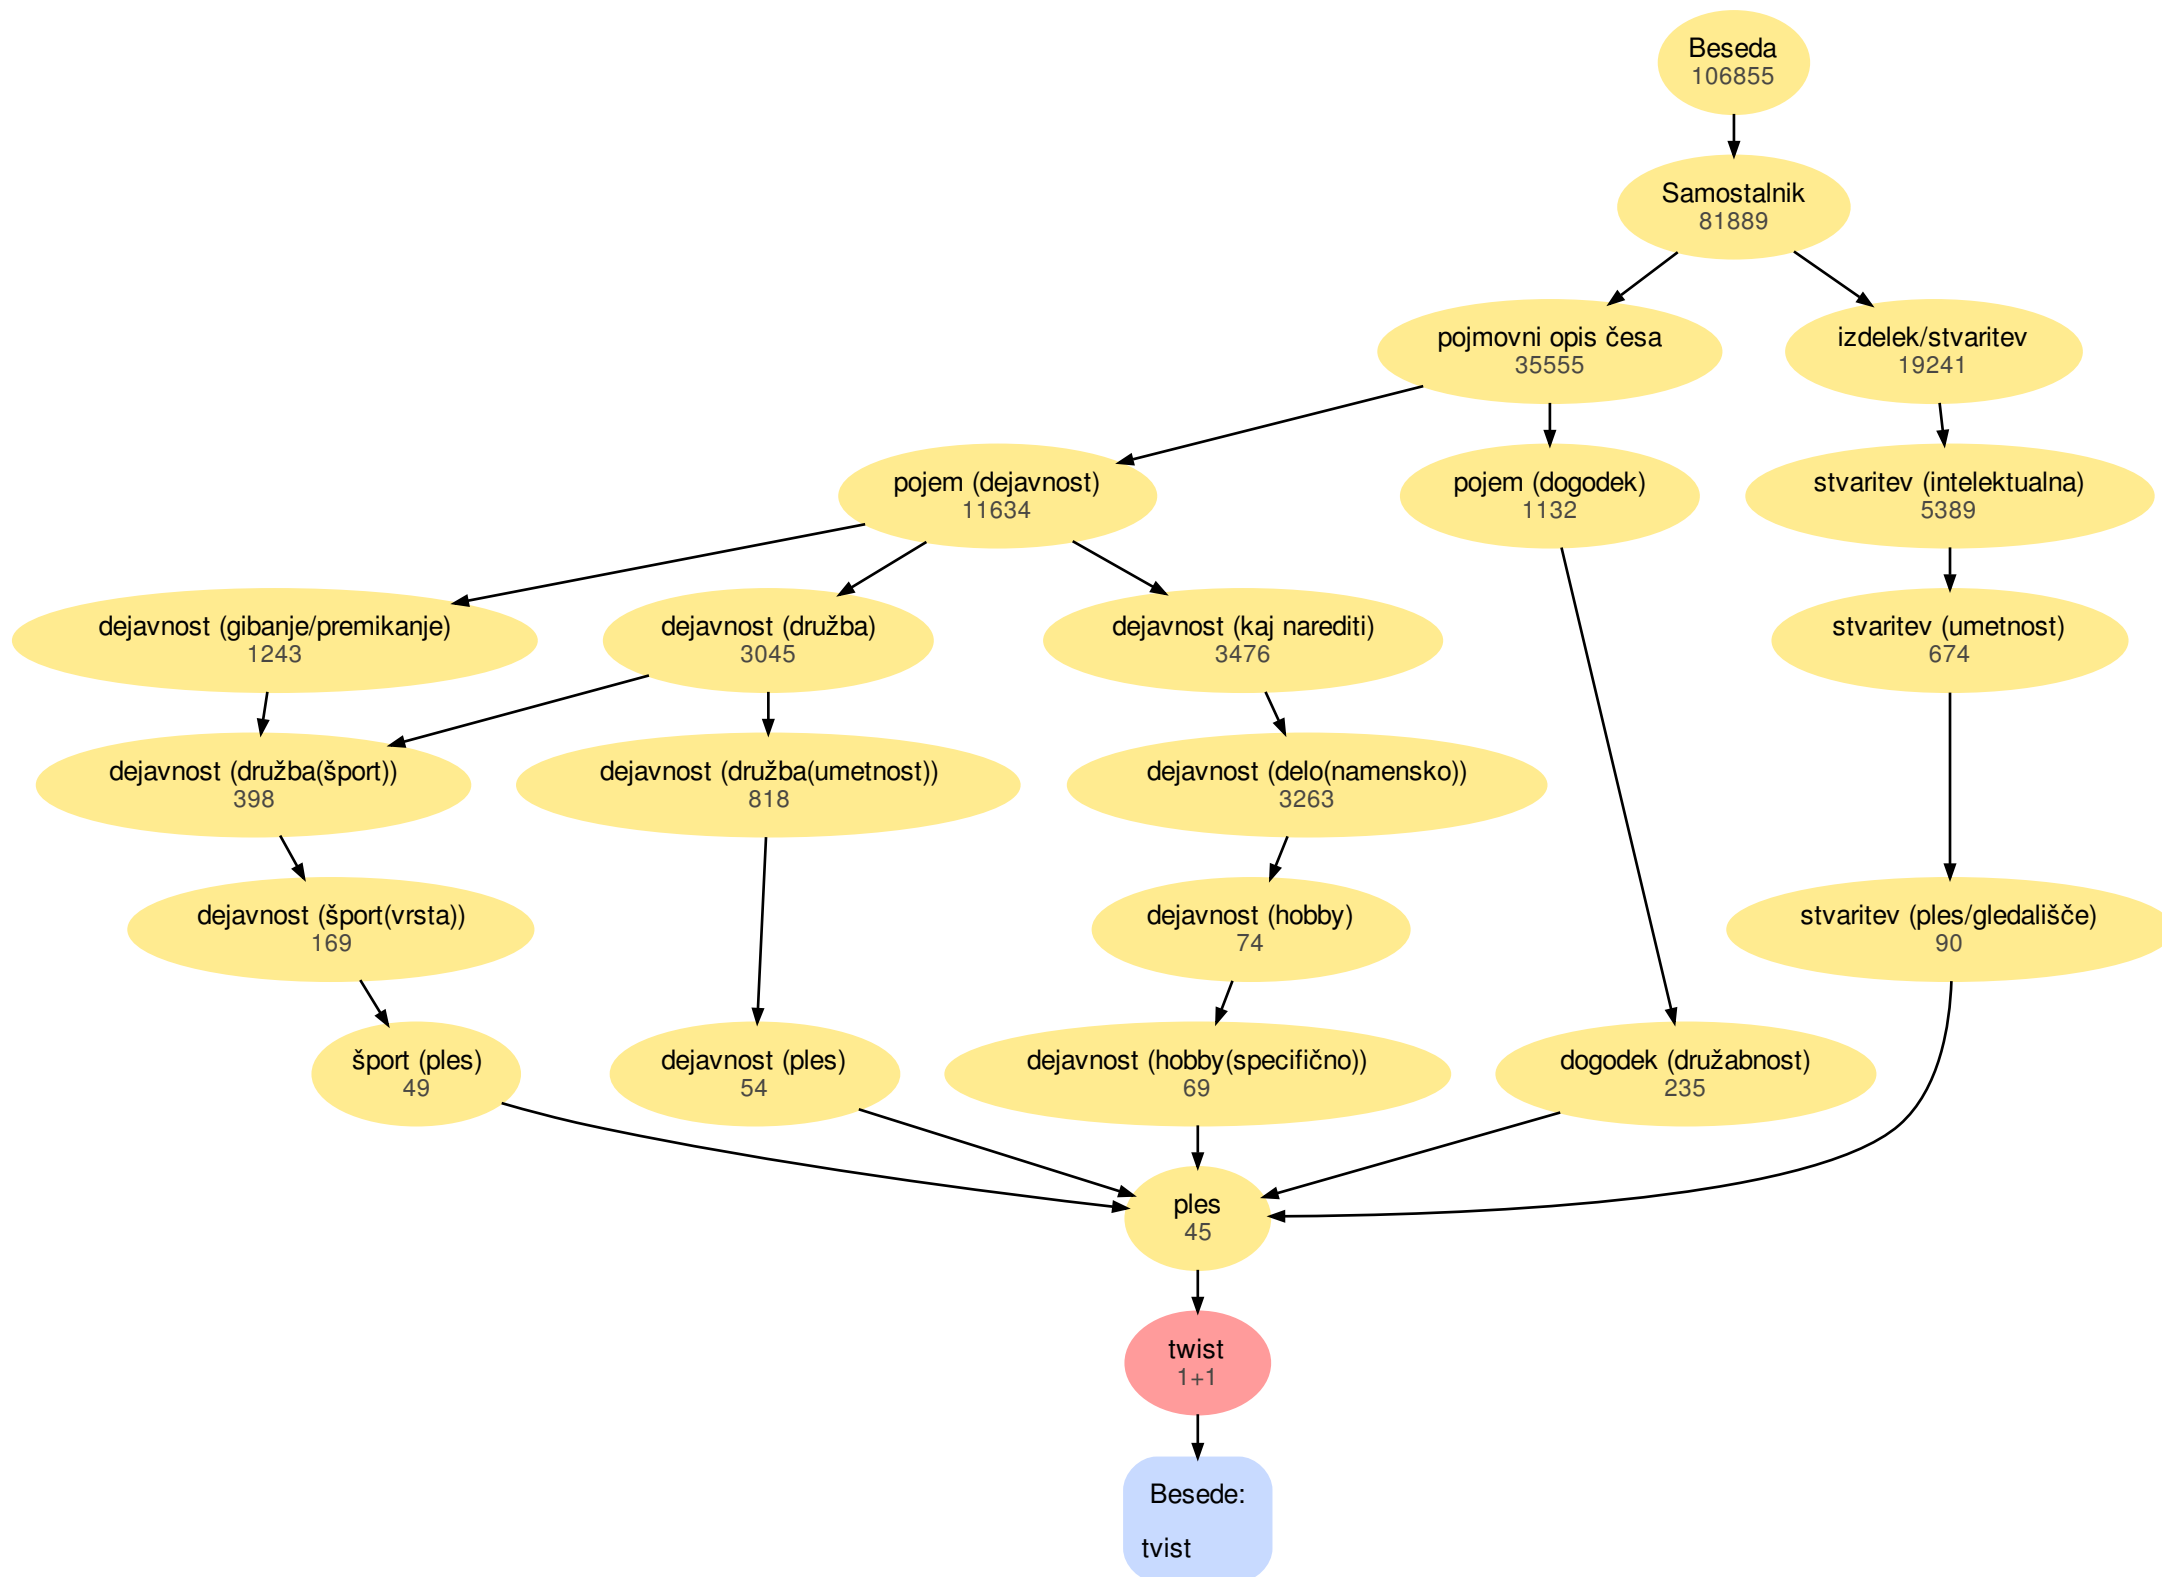 Beseda
106855
Samostalnik
81889
pojmovni opis česa
35555
izdelek/stvaritev
19241
pojem (dejavnost)
11634
pojem (dogodek)
1132
stvaritev (intelektualna)
5389
dejavnost (gibanje/premikanje)
1243
dejavnost (družba)
3045
dejavnost (kaj narediti)
3476
stvaritev (umetnost)
674
dejavnost (družba(šport))
398
dejavnost (družba(umetnost))
818
dejavnost (delo(namensko))
3263
dejavnost (šport(vrsta))
169
dejavnost (hobby)
74
stvaritev (ples/gledališče)
90
šport (ples)
49
dejavnost (ples)
54
dejavnost (hobby(specifično))
69
dogodek (družabnost)
235
ples
45
twist
1+1
Besede:
tvist